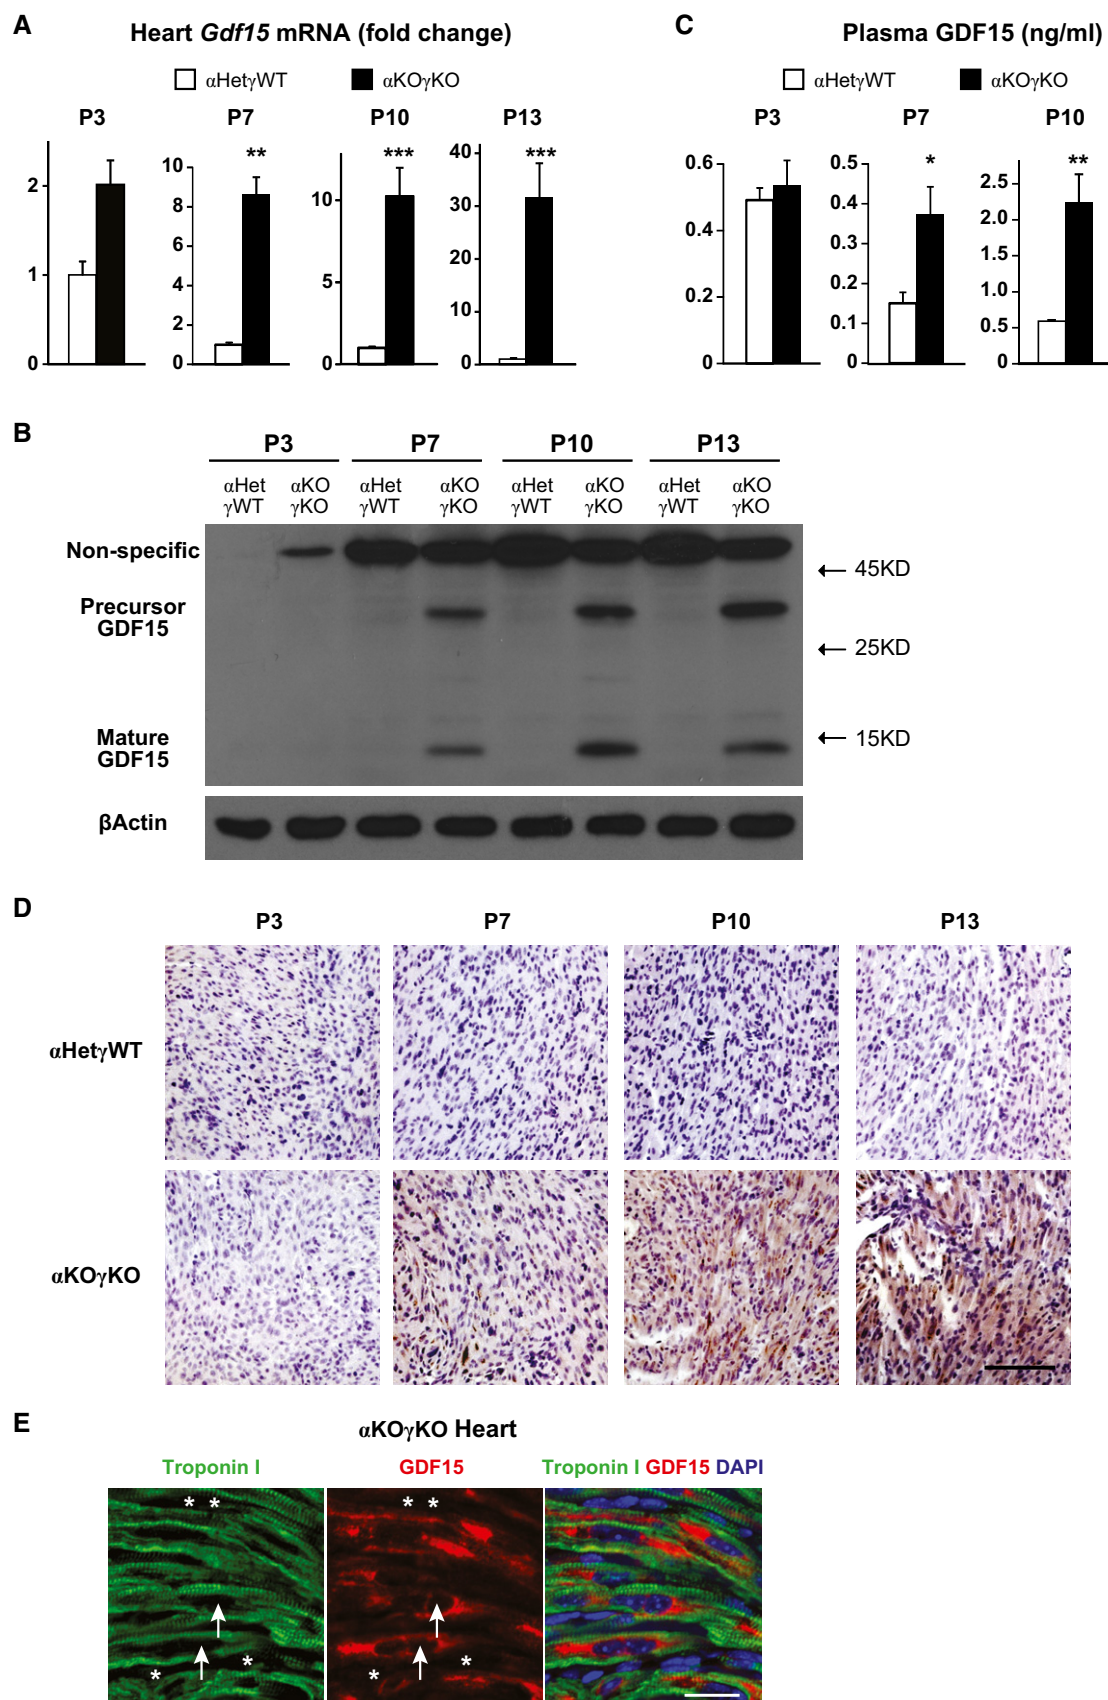 A
Heart Gdf15 mRNA (fold change)
αHetγWT
αKOγKO
P3
P7
P10
P13
2
1
0
10
8
6
4
2
0
**
10
5
0
***
40
30
20
10
0
***
C
Plasma GDF15 (ng/ml)
αHetγWT
αKOγKO
P3
P7
P10
0.6
0.4
0.2
0
0.5
0.4
0.3
0.2
0.1
0
*
2.5
2.0
1.5
1.0
0.5
0
**
B
P3
P7
P10
P13
αHet γWT
αKO γKO
αHet γWT
αKO γKO
αHet γWT
αKO γKO
αHet γWT
αKO γKO
Non-specific
Precursor
GDF15
Mature
GDF15
βActin
← 45KD
← 25KD
← 15KD
D
P3
P7
P10
P13
αHetγWT
αKOγKO
E
αKOγKO Heart
Troponin I
GDF15
Troponin I GDF15 DAPI
* *
* *
* *
* *